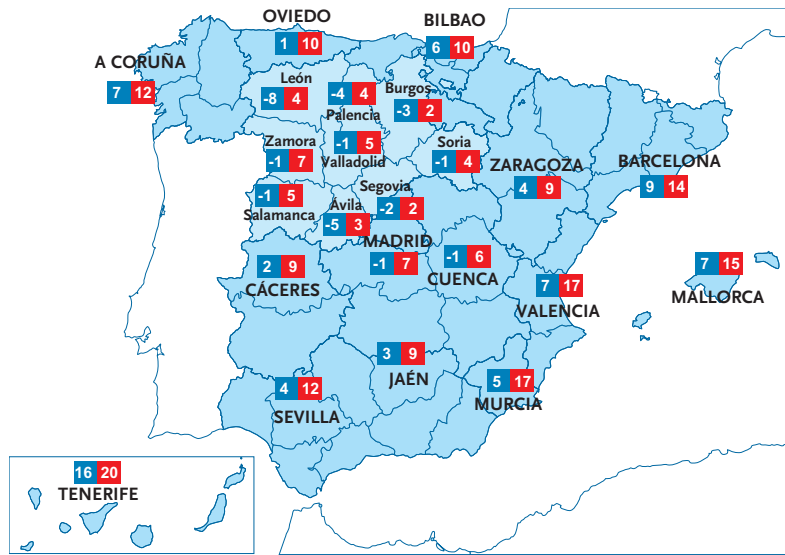 OVIEDO
1 10
BILBAO
6 10
A CORUÑA
7 12
León
-8 4
-4 4
Palencia
Burgos
-3 2
Zamora
-1 7
-1 5
Valladolid
Soria
-1 4
ZARAGOZA
4 9
BARCELONA
9 14
-1 5
Salamanca
Ávila
-5 3
Segovia
-2 2
MADRID
-1 7
-1 6
CUENCA
2 9
CÁCERES
7 17
VALENCIA
7 15
MALLORCA
3 9
JAÉN
4 12
SEVILLA
5 17
MURCIA
16 20
TENERIFE